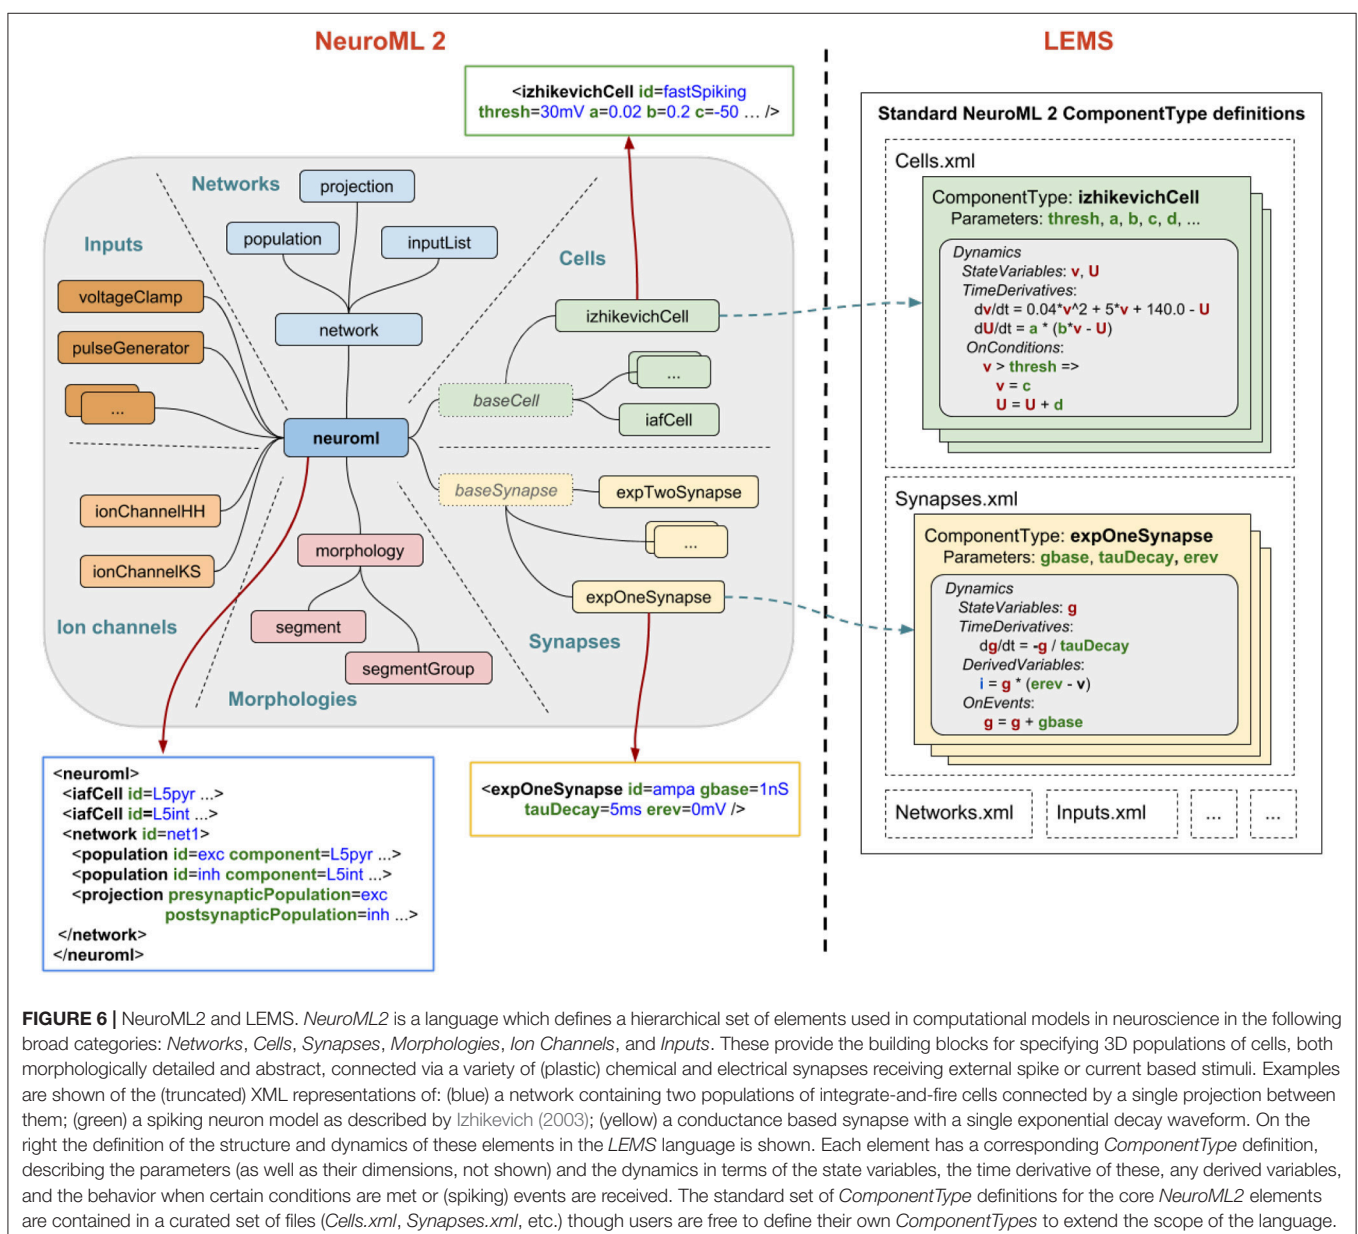 NeuroML 2
LEMS
<izhikevichCell id=fastSpiking
thresh=30mV a=0.02 b=0.2 c=-50 ... />
Networks
projection
population
inputList
network
Inputs
voltageClamp
pulseGenerator
...
Cells
izhikevichCell
baseCell
...
iafCell
neuroml
baseSynapse
expTwoSynapse
...
expOneSynapse
Synapses
ionChannelHH
ionChannelKS
Ion channels
morphology
segment
segmentGroup
Morphologies
<neuroml>
<iafCell id=L5pyr ...>
<iafCell id=L5int ...>
<network id=net1>
<population id=exc component=L5pyr ...>
<population id=inh component=L5int ...>
<projection presynapticPopulation=exc
postsynapticPopulation=inh ...>
</network>
</neuroml>
<expOneSynapse id=ampa gbase=1nS
tauDecay=5ms erev=0mV />
Standard NeuroML 2 ComponentType definitions
Cells.xml
ComponentType: izhikevichCell
Parameters: thresh, a, b, c, d, ...
Dynamics
StateVariables: v, U
TimeDerivatives:
dv/dt = 0.04*v^2 + 5*v + 140.0 - U
dU/dt = a * (b*v - U)
OnConditions:
v > thresh =>
v = c
U = U + d
Synapses.xml
ComponentType: expOneSynapse
Parameters: gbase, tauDecay, erev
Dynamics
StateVariables: g
TimeDerivatives:
dg/dt = -g / tauDecay
DerivedVariables:
i = g * (erev - v)
OnEvents:
g = g + gbase
Networks.xml
Inputs.xml
...
...
FIGURE 6 | NeuroML2 and LEMS. NeuroML2 is a language which defines a hierarchical set of elements used in computational models in neuroscience in the following
broad categories: Networks, Cells, Synapses, Morphologies, Ion Channels, and Inputs. These provide the building blocks for specifying 3D populations of cells, both
morphologically detailed and abstract, connected via a variety of (plastic) chemical and electrical synapses receiving external spike or current based stimuli. Examples
are shown of the (truncated) XML representations of: (blue) a network containing two populations of integrate-and-fire cells connected by a single projection between
them; (green) a spiking neuron model as described by Izhikevich (2003); (yellow) a conductance based synapse with a single exponential decay waveform. On the
right the definition of the structure and dynamics of these elements in the LEMS language is shown. Each element has a corresponding ComponentType definition,
describing the parameters (as well as their dimensions, not shown) and the dynamics in terms of the state variables, the time derivative of these, any derived variables,
and the behavior when certain conditions are met or (spiking) events are received. The standard set of ComponentType definitions for the core NeuroML2 elements
are contained in a curated set of files (Cells.xml, Synapses.xml, etc.) though users are free to define their own ComponentTypes to extend the scope of the language.